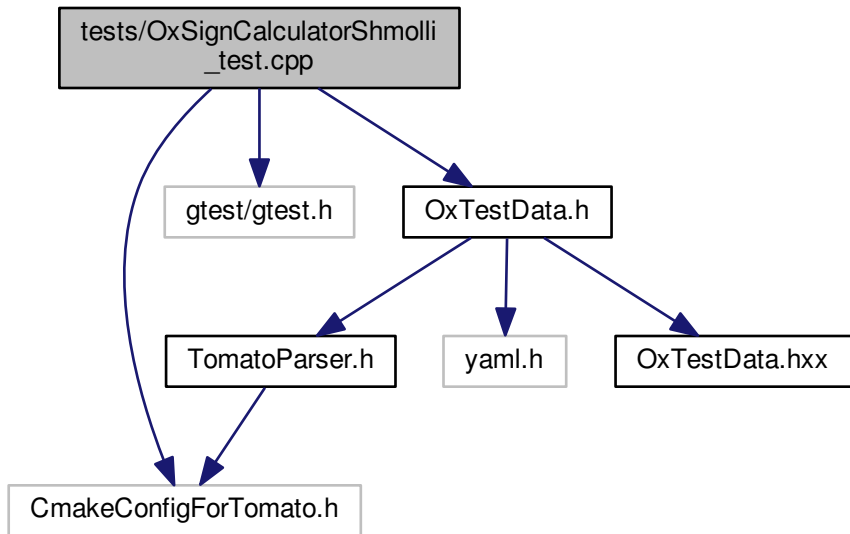 tests/OxSignCalculatorShmolli
_test.cpp
gtest/gtest.h
OxTestData.h
TomatoParser.h
yaml.h
OxTestData.hxx
CmakeConfigForTomato.h